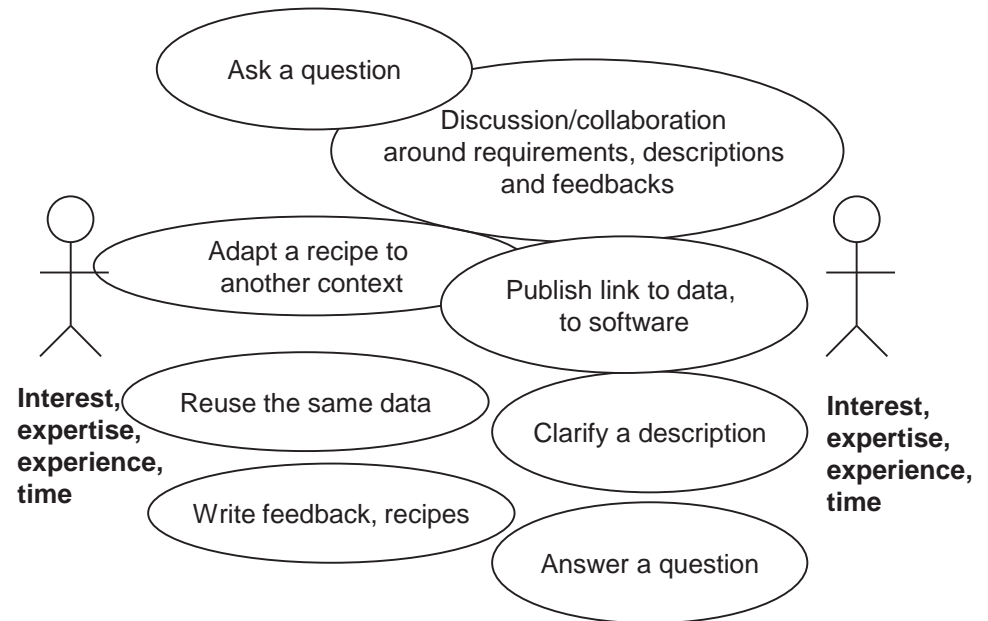 Ask a question
Discussion/collaboration
around requirements, descriptions
and feedbacks
Adapt a recipe to
another context
Publish link to data,
to software
Interest,
expertise,
experience,
time
Reuse the same data
Clarify a description
Interest,
expertise,
experience,
time
Write feedback, recipes
Answer a question